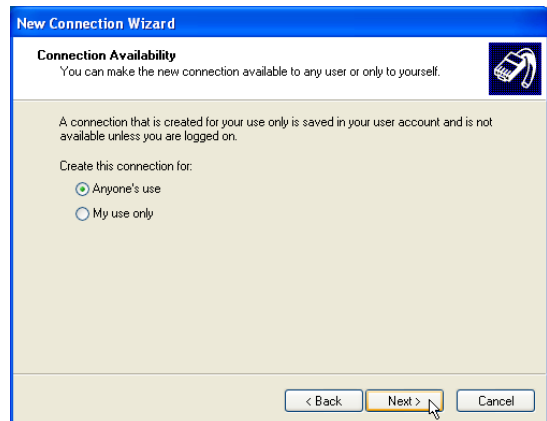 New Connection Wizard
Connection Availability
You can make the new connection available to any user or only to yourself.
A connection that is created for your use only is saved in your user account and is not
available unless you are logged on.
Create this connection for:
Anyone's use
My use only
< Back
Next >
Cancel